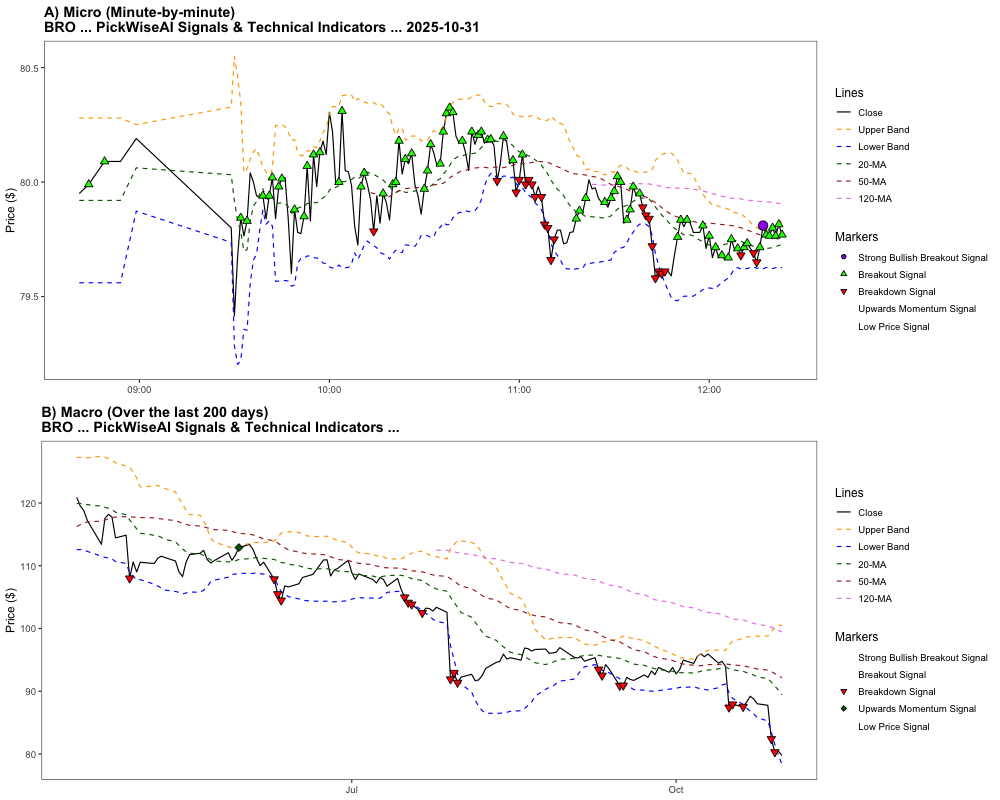 A) Micro (Minute-by-minute)
BRO ... PickWiseAI Signals & Technical Indicators ... 2025-10-31
Price ($)
80.5
80.0
79.5
09:00
10:00
11:00
12:00
Lines
Close
Upper Band
Lower Band
20-MA
50-MA
120-MA
Markers
Strong Bullish Breakout Signal
Breakout Signal
Breakdown Signal
Upwards Momentum Signal
Low Price Signal
B) Macro (Over the last 200 days)
BRO ... PickWiseAI Signals & Technical Indicators ...
Price ($)
120
110
100
90
80
Jul
Oct
Lines
Close
Upper Band
Lower Band
20-MA
50-MA
120-MA
Markers
Strong Bullish Breakout Signal
Breakout Signal
Breakdown Signal
Upwards Momentum Signal
Low Price Signal